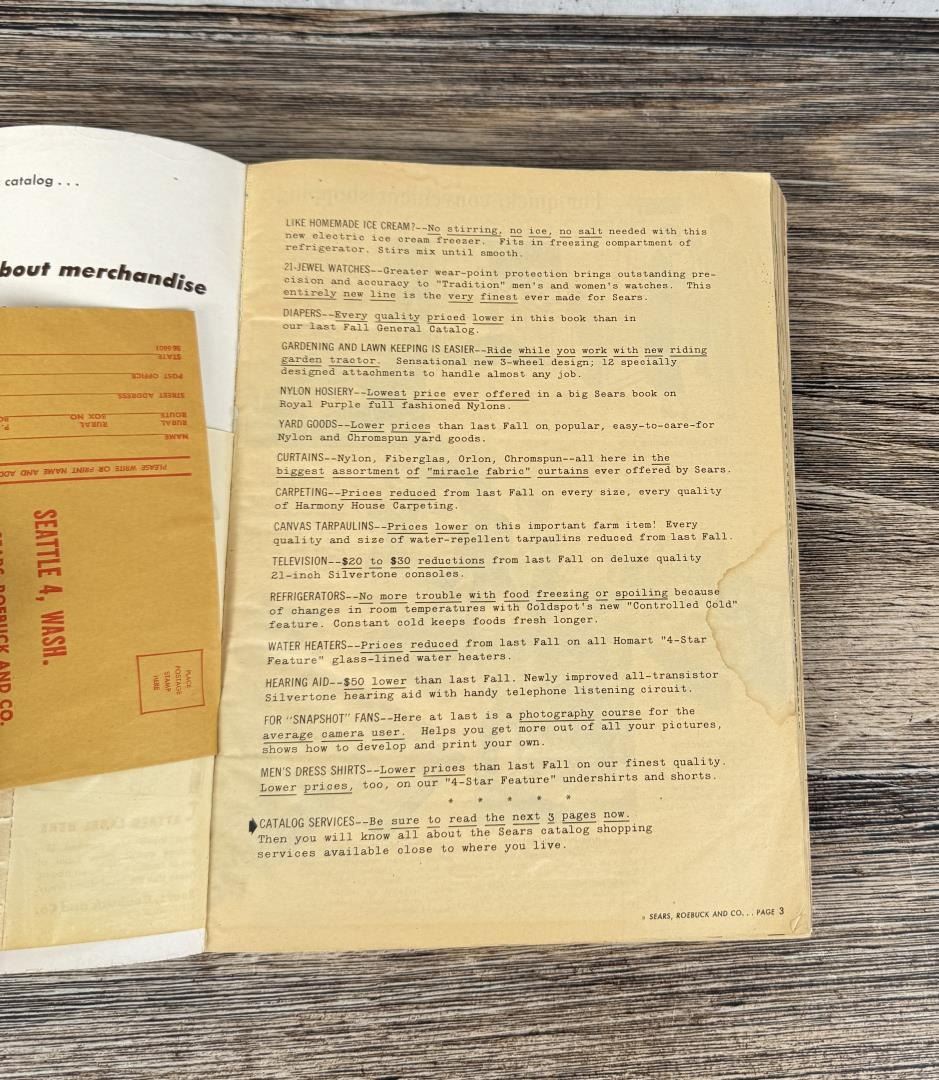 catalog...
bout merchandise
SE 6601
STATE
POST OFFICE
STREET ADDRESS
RURAL ROUTE
RURAL BOX NO.
P.
NAME
PLEASE WRITE OR PRINT NAME AND ADD
SEATTLE 4, WASH.
SEARS, ROEBUCK AND CO.
PLACE
POSTAGE
STAMP
HERE
LIKE HOMEMADE ICE CREAM?--No stirring, no ice, no salt needed with this
new electric ice cream freezer. Fits in freezing compartment of
refrigerator. Stirs mix until smooth.
21-JEWEL WATCHES--Greater wear-point protection brings outstanding pre-
cision and accuracy to "Tradition" men's and women's watches. This
entirely new line is the very finest ever made for Sears.
DIAPERS--Every quality priced lower in this book than in
our last Fall General Catalog.
GARDENING AND LAWN KEEPING IS EASIER--Ride while you work with new riding
garden tractor. Sensational new 3-wheel design; 12 specially
designed attachments to handle almost any job.
NYLON HOSIERY--Lowest price ever offered in a big Sears book on
Royal Purple full fashioned Nylons.
YARD GOODS--Lower prices than last Fall on popular, easy-to-care-for
Nylon and Chromspun yard goods.
CURTAINS--Nylon, Fiberglas, Orlon, Chromspun--all here in the
biggest assortment of "miracle fabric" curtains ever offered by Sears.
CARPETING--Prices reduced from last Fall on every size, every quality
of Harmony House Carpeting.
CANVAS TARPAULINS--Prices lower on this important farm item! Every
quality and size of water-repellent tarpaulins reduced from last Fall.
TELEVISION--$20 to $30 reductions from last Fall on deluxe quality
21-inch Silvertone consoles.
REFRIGERATORS--No more trouble with food freezing or spoiling because
of changes in room temperatures with Coldspot's new "Controlled Cold"
feature. Constant cold keeps foods fresh longer.
WATER HEATERS--Prices reduced from last Fall on all Homart "4-Star
Feature" glass-lined water heaters.
HEARING AID--$50 lower than last Fall. Newly improved all-transistor
Silvertone hearing aid with handy telephone listening circuit.
FOR "SNAPSHOT" FANS--Here at last is a photography course for the
average camera user. Helps you get more out of all your pictures,
shows how to develop and print your own.
MEN'S DRESS SHIRTS--Lower prices than last Fall on our finest quality.
Lower prices, too, on our "4-Star Feature" undershirts and shorts.
* * * * *
CATALOG SERVICES--Be sure to read the next 3 pages now.
Then you will know all about the Sears catalog shopping
services available close to where you live.
SEARS, ROEBUCK AND CO... PAGE 3